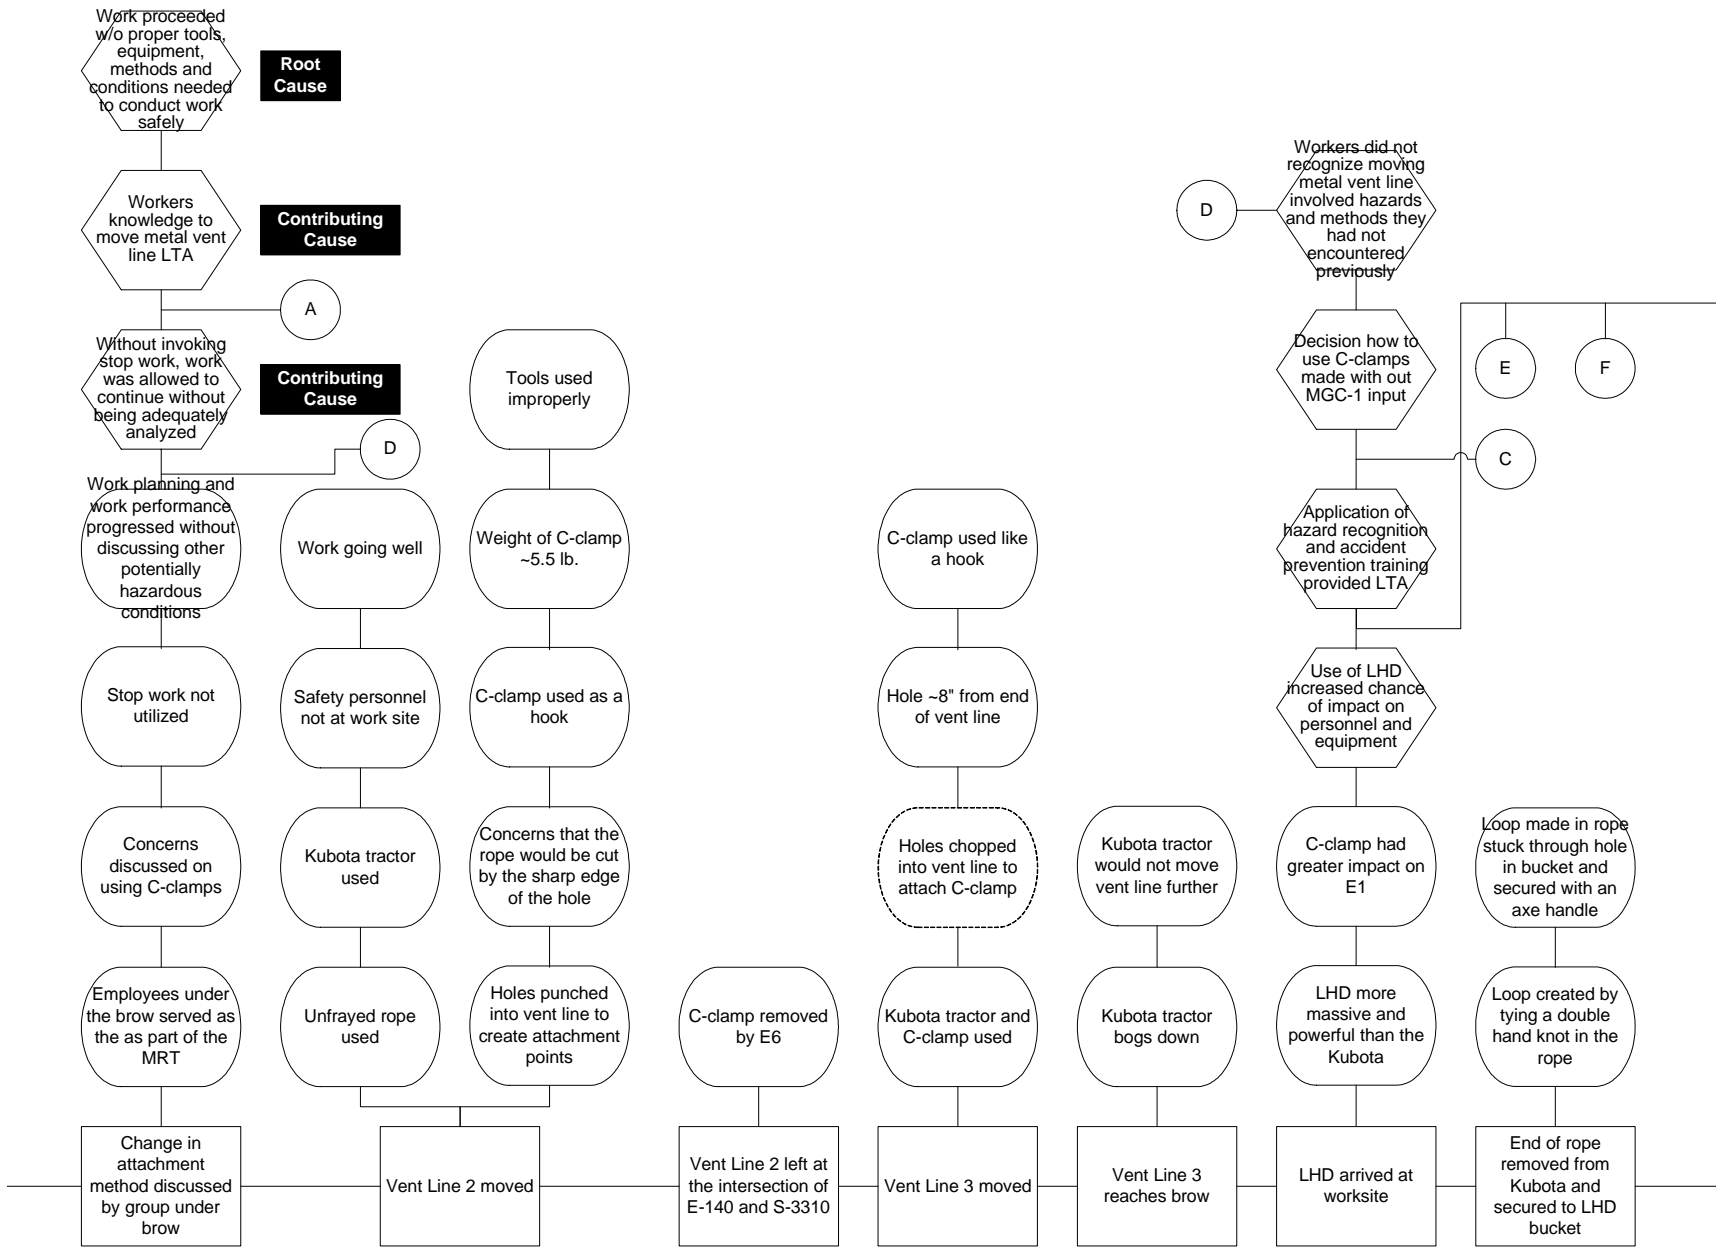 Work proceeded
w/o proper tools,
equipment,
methods and
conditions needed
to conduct work
safely
Root
Cause
Workers
knowledge to
move metal vent
line LTA
Contributing
Cause
A
Without invoking
stop work, work
was allowed to
continue without
being adequately
analyzed
Contributing
Cause
D
Work planning and
work performance
progressed without
discussing other
potentially
hazardous
conditions
Stop work not
utilized
Concerns
discussed on
using C-clamps
Employees under
the brow served as
the as part of the
MRT
Change in
attachment
method discussed
by group under
brow
Work going well
Safety personnel
not at work site
Kubota tractor
used
Unfrayed rope
used
Tools used
improperly
Weight of C-clamp
~5.5 lb.
C-clamp used as a
hook
Concerns that the
rope would be cut
by the sharp edge
of the hole
Holes punched
into vent line to
create attachment
points
Vent Line 2 moved
C-clamp removed
by E6
Vent Line 2 left at
the intersection of
E-140 and S-3310
C-clamp used like
a hook
Hole ~8" from end
of vent line
Holes chopped
into vent line to
attach C-clamp
Kubota tractor and
C-clamp used
Vent Line 3 moved
Kubota tractor
would not move
vent line further
Kubota tractor
bogs down
Vent Line 3
reaches brow
D
Workers did not
recognize moving
metal vent line
involved hazards
and methods they
had not
encountered
previously
Decision how to
use C-clamps
made with out
MGC-1 input
E
F
C
Application of
hazard recognition
and accident
prevention training
provided LTA
Use of LHD
increased chance
of impact on
personnel and
equipment
C-clamp had
greater impact on
E1
LHD more
massive and
powerful than the
Kubota
LHD arrived at
worksite
Loop made in rope
stuck through hole
in bucket and
secured with an
axe handle
Loop created by
tying a double
hand knot in the
rope
End of rope
removed from
Kubota and
secured to LHD
bucket